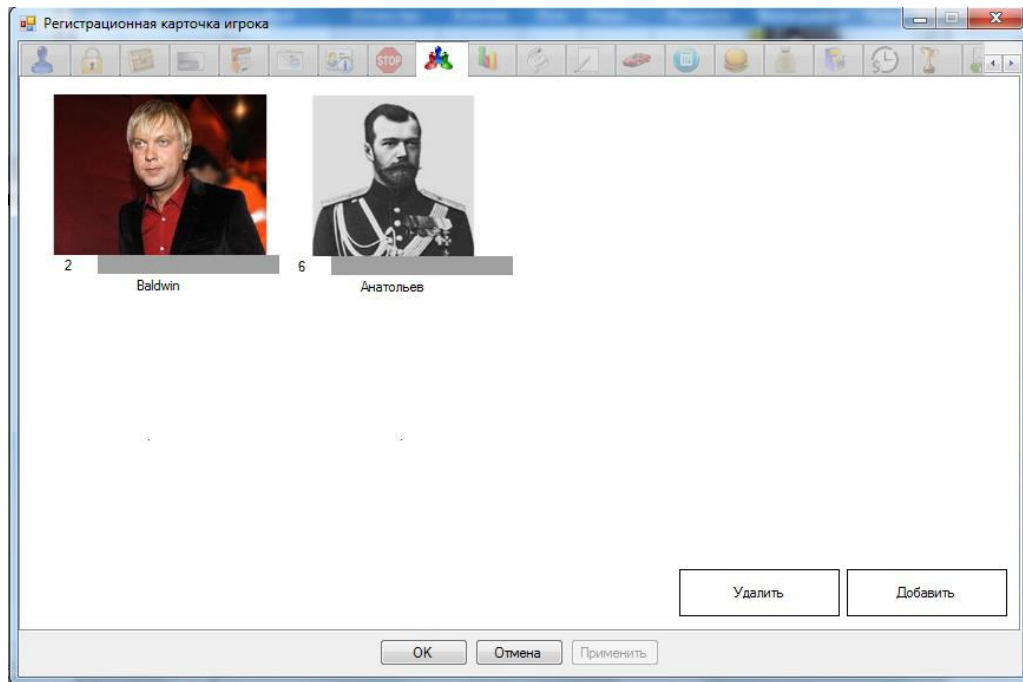 Регистрационная карточка игрока
STOP
2
6
Baldwin
Анатольев
Удалить
Добавить
OK
Отмена
Применить